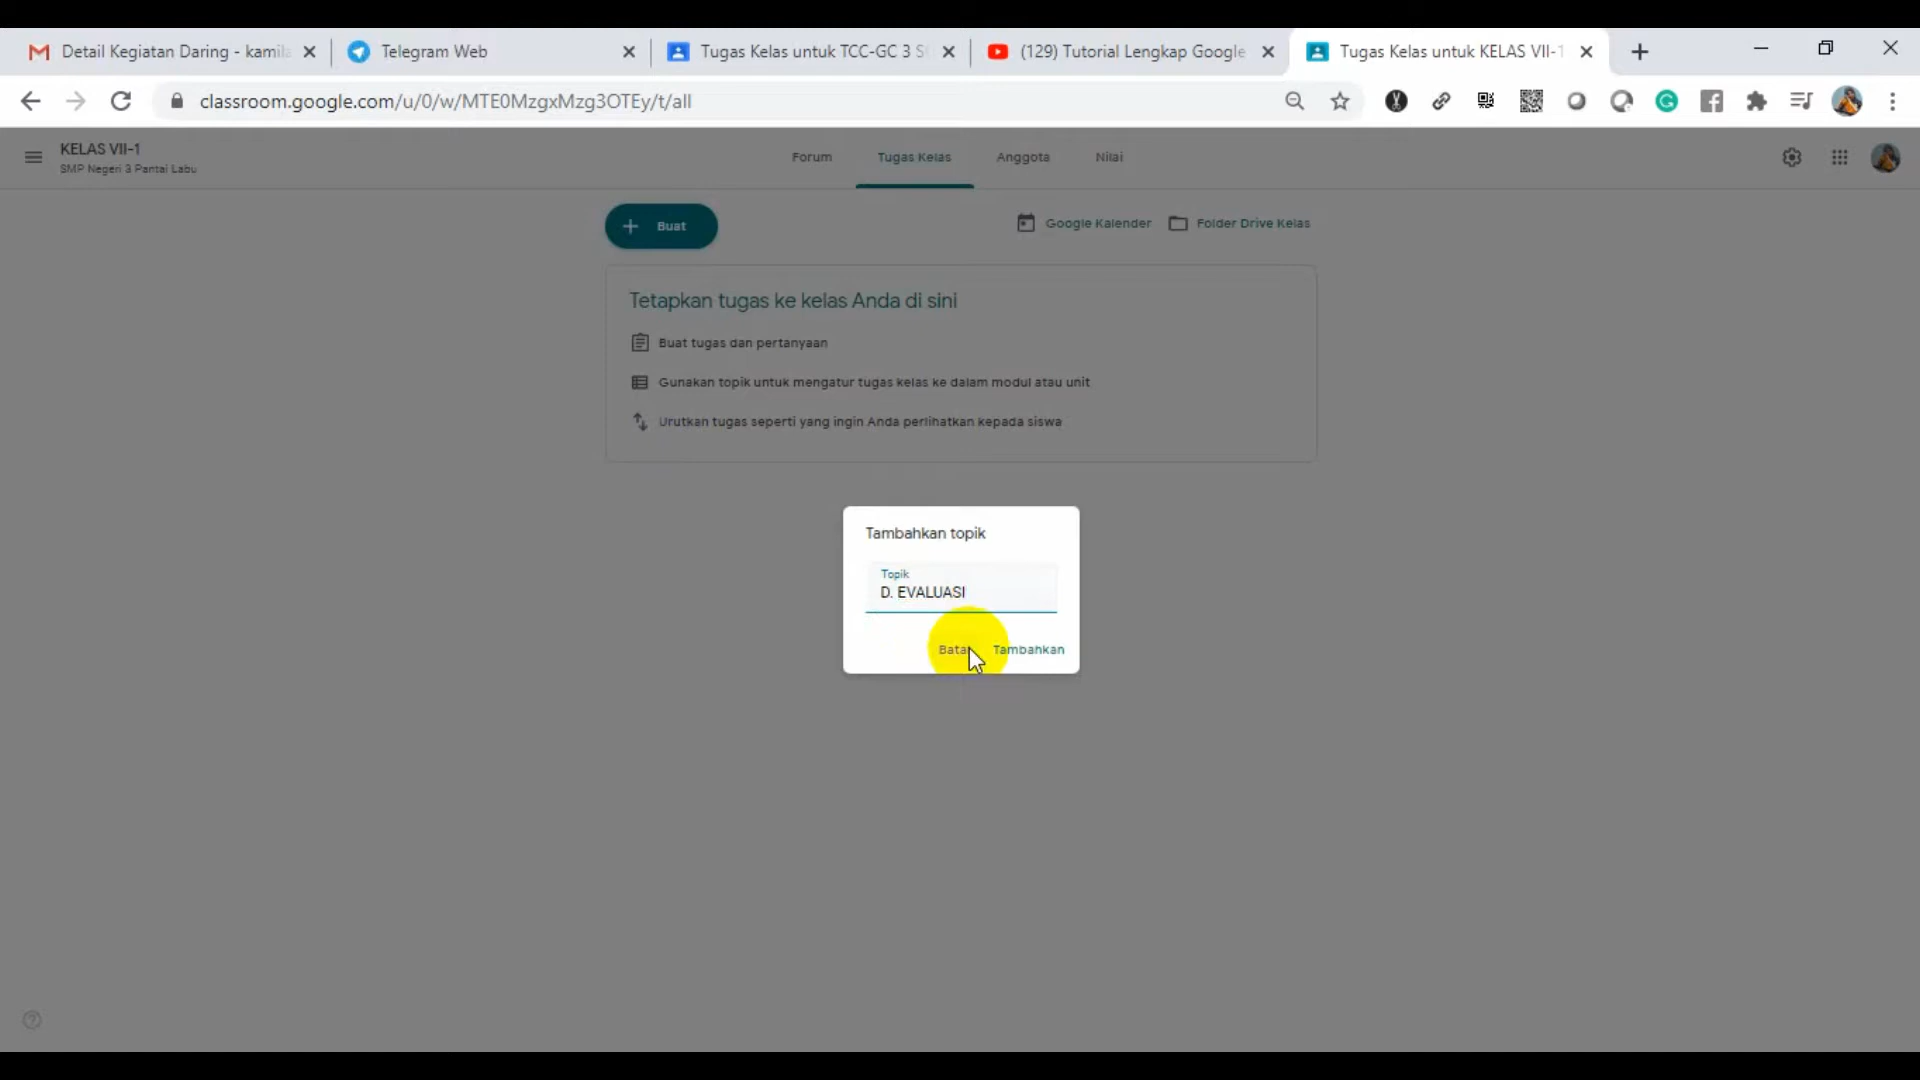 Detail Kegiatan Daring - kamila
Telegram Web
Tugas Kelas untuk TCC-GC 3 S
(129) Tutorial Lengkap Google
Tugas Kelas untuk KELAS VII-1
classroom.google.com/u/0/w/MTE0MzgxMzg3OTEy/t/all
KELAS VII-1
SMP Negeri 3 Pantai Labu
Forum
Tugas Kelas
Anggota
Nilai
Buat
Google Kalender
Folder Drive Kelas
Tetapkan tugas ke kelas Anda di sini
Buat tugas dan pertanyaan
Gunakan topik untuk mengatur tugas kelas ke dalam modul atau unit
Urutkan tugas seperti yang ingin Anda perlihatkan kepada siswa
Tambahkan topik
Topik
D. EVALUASI
Batal
Tambahkan